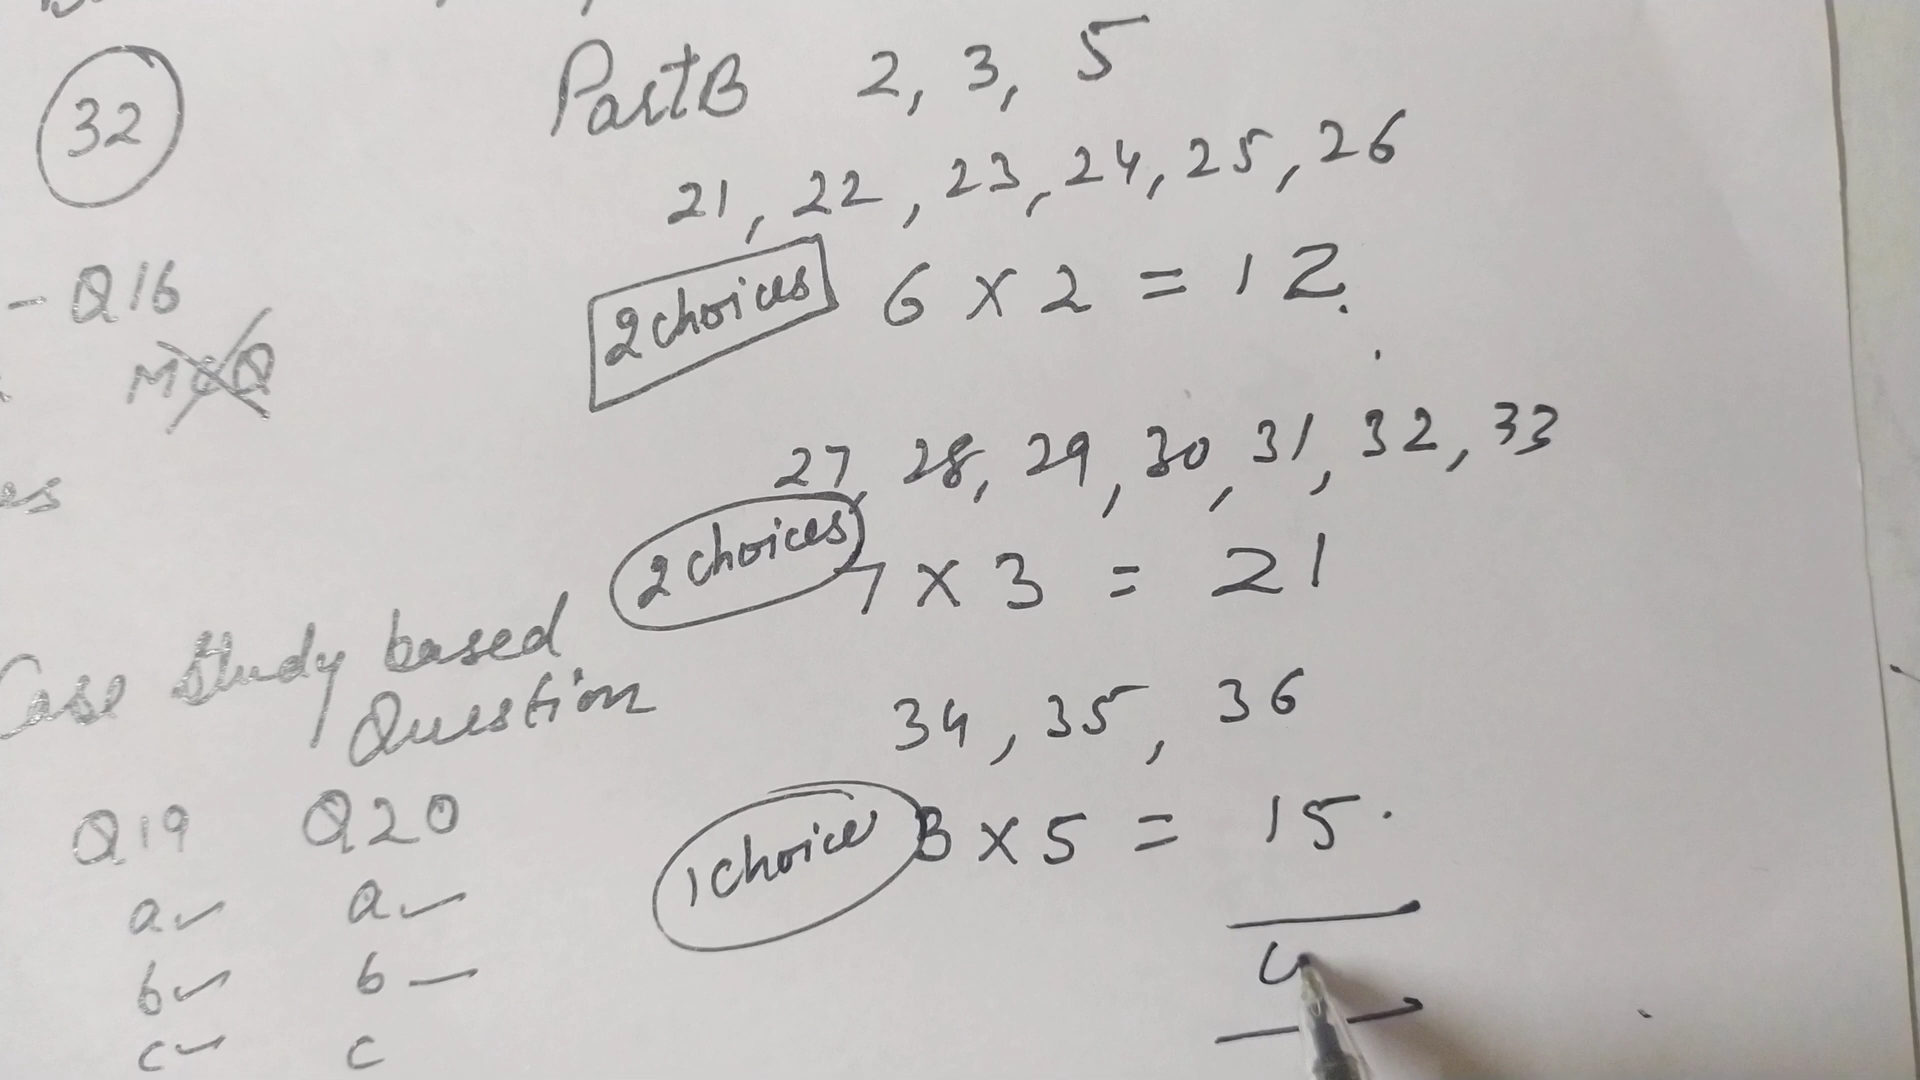 32
Part B 2, 3, 5
21, 22, 23, 24, 25, 26
- Q16
2 choices 6 × 2 = 12.
MCQ
27, 28, 29, 30, 31, 32, 33
es
2 choices 7 × 3 = 21
Case Study based
Question
34, 35, 36
Q19 Q20
1 choice 3 × 5 = 15.
a✓ a✓
b✓ b –
c✓ c